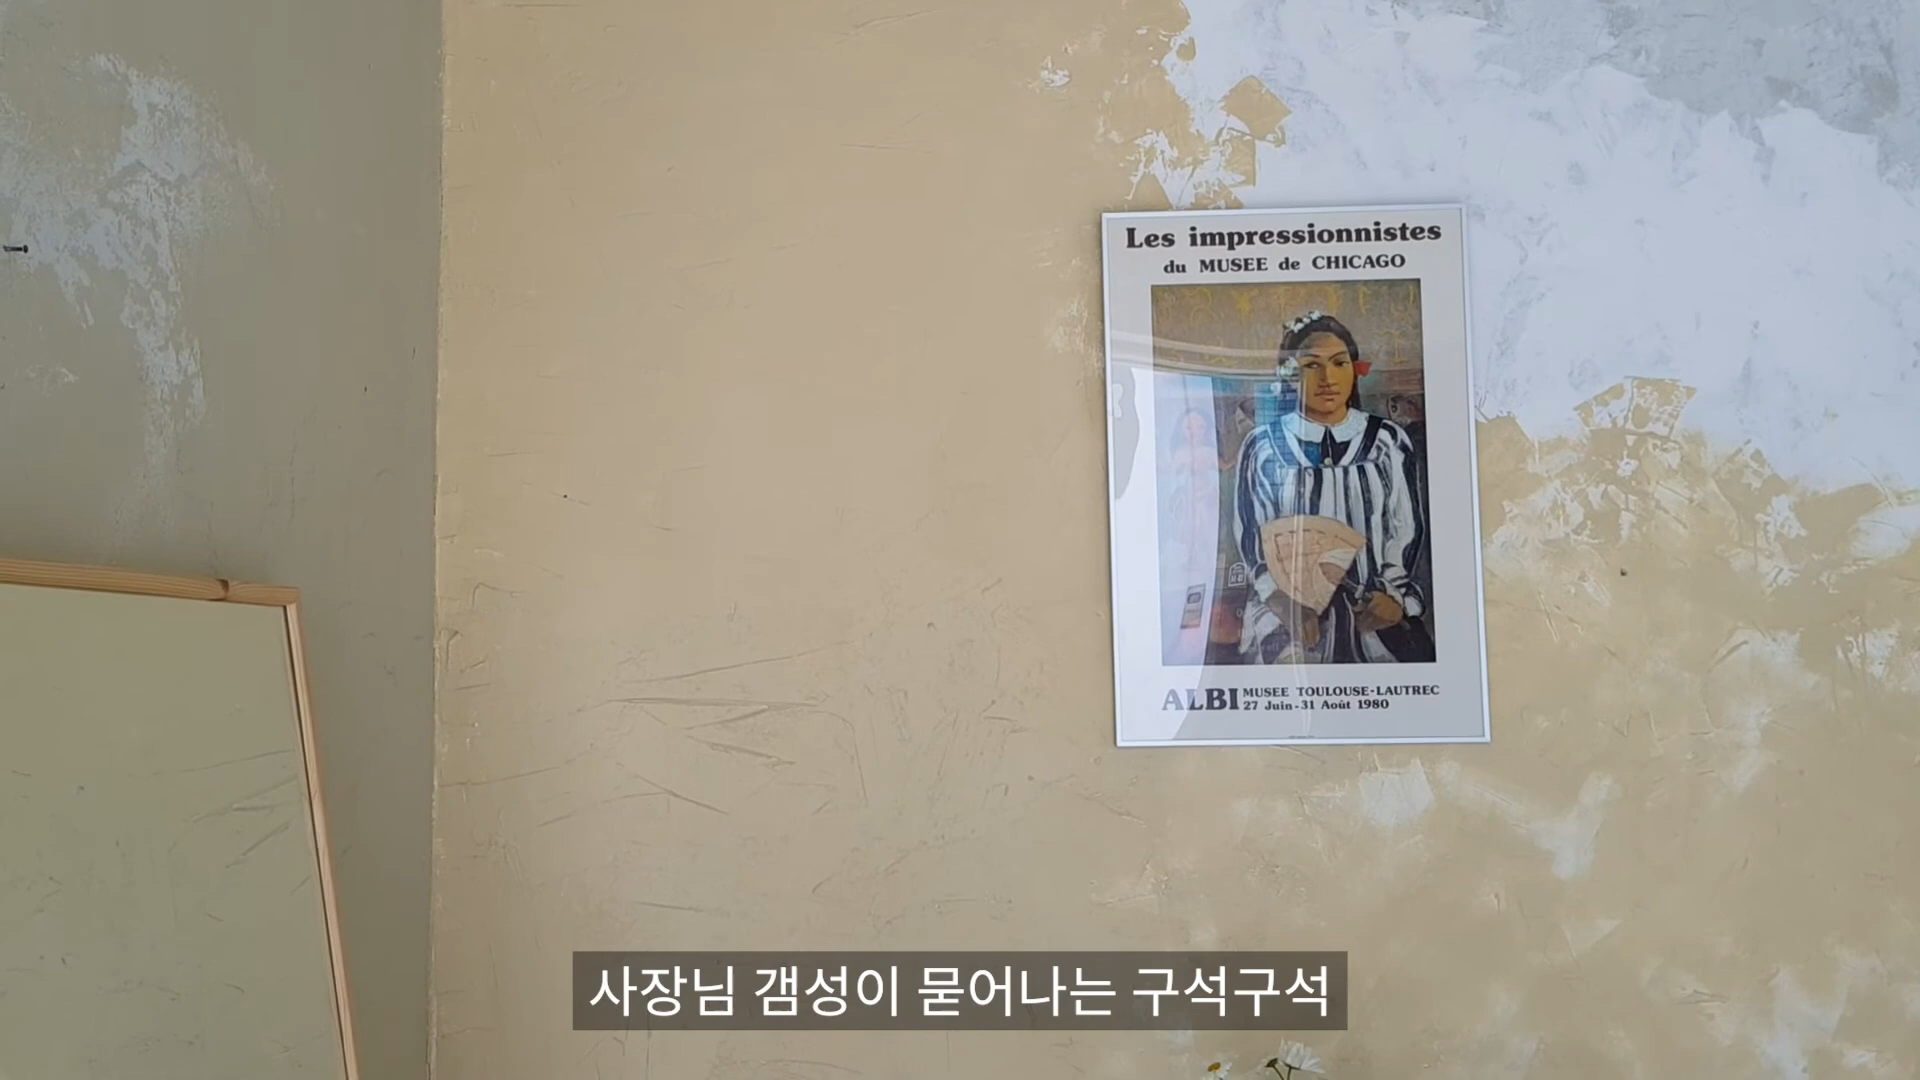 Les impressionnistes
du MUSEE de CHICAGO
ALBI MUSEE TOULOUSE-LAUTREC
27 Juin-31 Août 1980
사장님 갬성이 묻어나는 구석구석